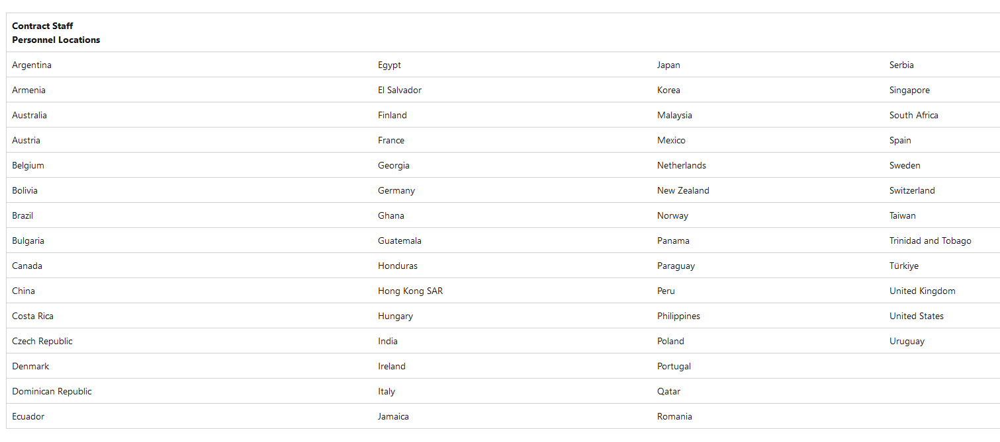 Contract Staff
Personnel Locations
Argentina Egypt Japan Serbia
Armenia El Salvador Korea Singapore
Australia Finland Malaysia South Africa
Austria France Mexico Spain
Belgium Georgia Netherlands Sweden
Bolivia Germany New Zealand Switzerland
Brazil Ghana Norway Taiwan
Bulgaria Guatemala Panama Trinidad and Tobago
Canada Honduras Paraguay Türkiye
China Hong Kong SAR Peru United Kingdom
Costa Rica Hungary Philippines United States
Czech Republic India Poland Uruguay
Denmark Ireland Portugal
Dominican Republic Italy Qatar
Ecuador Jamaica Romania